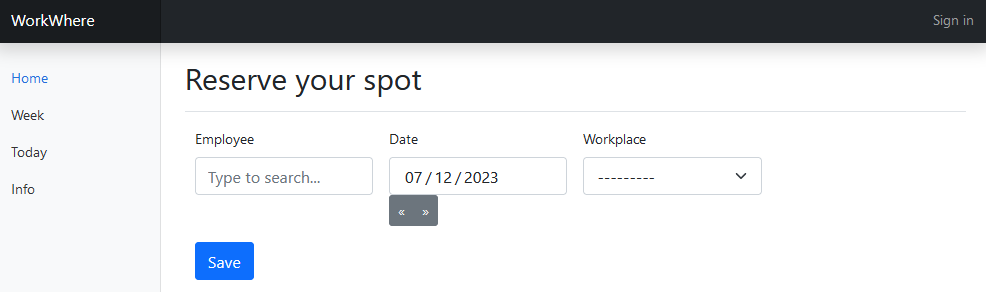 WorkWhere
Sign in
Home
Week
Today
Info
Reserve your spot
Employee
Date
Workplace
Type to search...
07/12/2023
---------
« »
Save